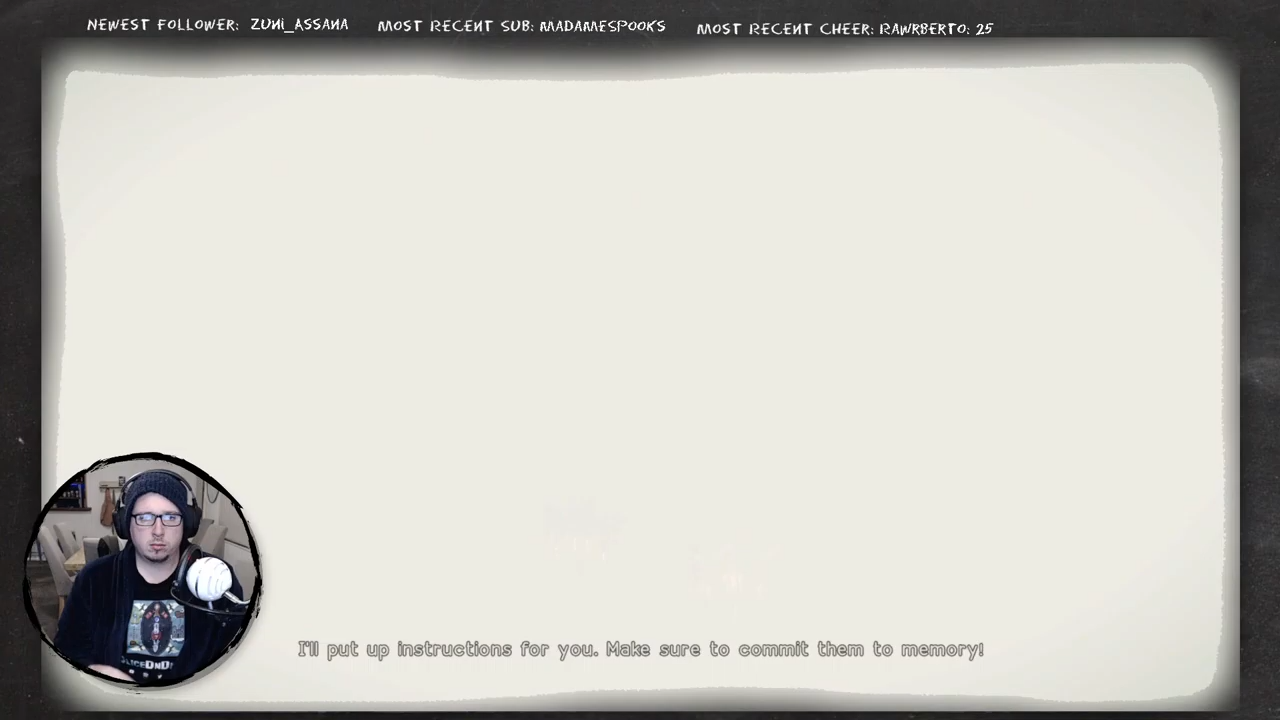 NEWEST FOLLOWER: ZUNI_ASSANA MOST RECENT SUB: MADAMESPOOKS MOST RECENT CHEER: RAWRBERTO: 25
I'll put up instructions for you. Make sure to commit them to memory!